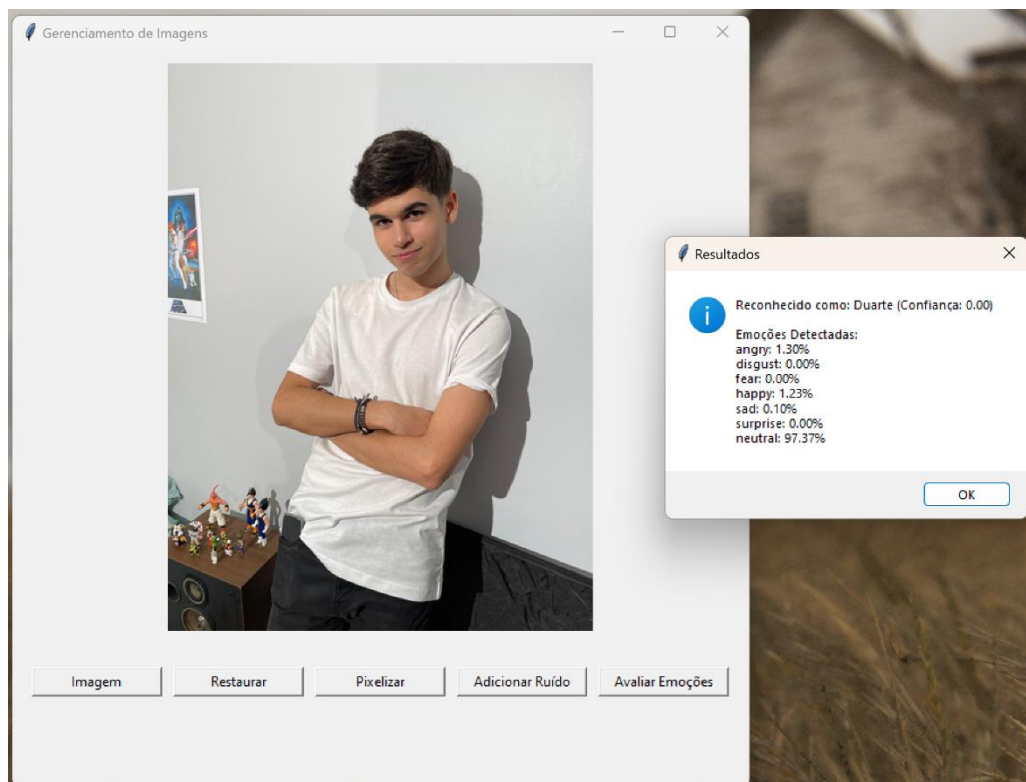 Gerenciamento de Imagens
Resultados
Reconhecido como: Duarte (Confiança: 0.00)
Emoções Detectadas:
angry: 1.30%
disgust: 0.00%
fear: 0.00%
happy: 1.23%
sad: 0.10%
surprise: 0.00%
neutral: 97.37%
OK
Imagem
Restaurar
Pixelizar
Adicionar Ruído
Avaliar Emoções